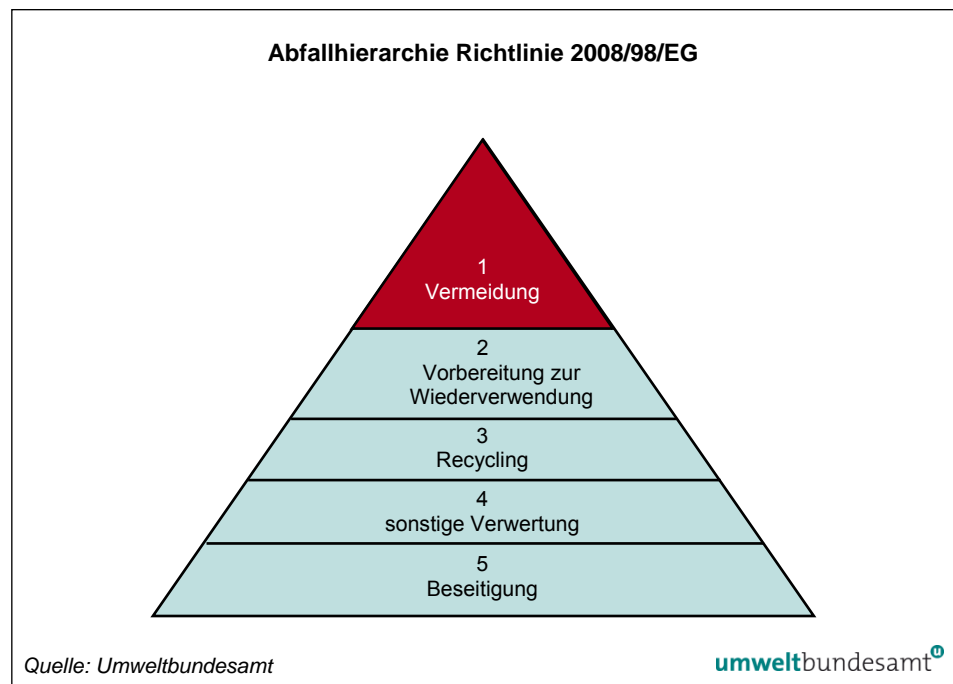 Abfallhierarchie Richtlinie 2008/98/EG
1
Vermeidung
2
Vorbereitung zur
Wiederverwendung
3
Recycling
4
sonstige Verwertung
5
Beseitigung
Quelle: Umweltbundesamt
umweltbundesamt u